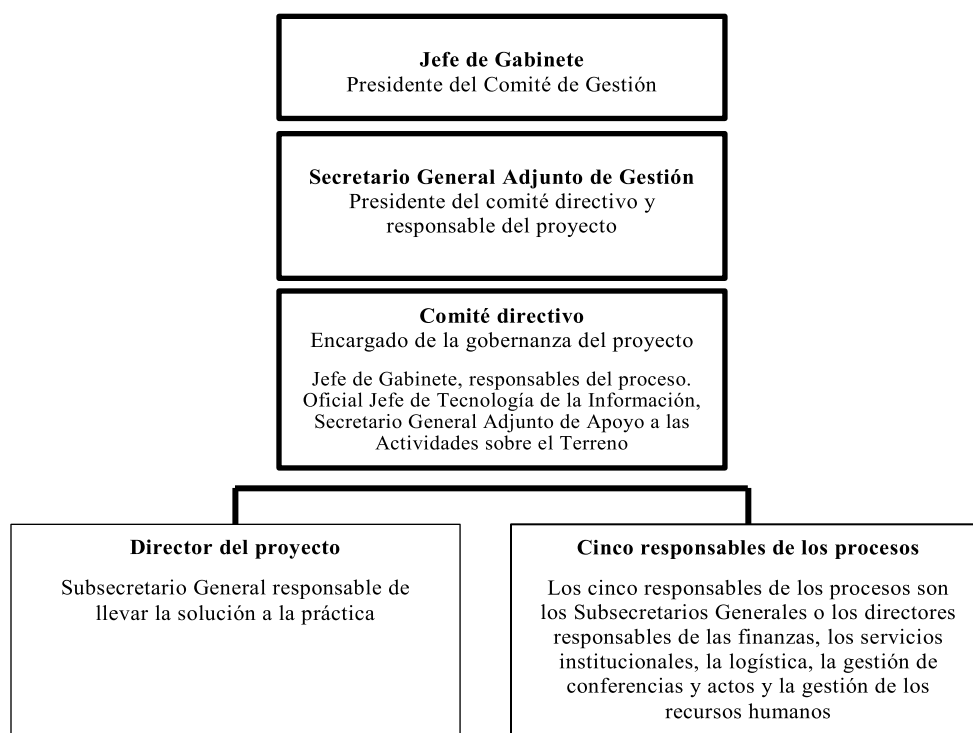 Jefe de Gabinete
Presidente del Comité de Gestión
Secretario General Adjunto de Gestión
Presidente del comité directivo y
responsable del proyecto
Comité directivo
Encargado de la gobernanza del proyecto
Jefe de Gabinete, responsables del proceso.
Oficial Jefe de Tecnología de la Información,
Secretario General Adjunto de Apoyo a las
Actividades sobre el Terreno
Director del proyecto
Subsecretario General responsable de
llevar la solución a la práctica
Cinco responsables de los procesos
Los cinco responsables de los procesos son
los Subsecretarios Generales o los directores
responsables de las finanzas, los servicios
institucionales, la logística, la gestión de
conferencias y actos y la gestión de los
recursos humanos